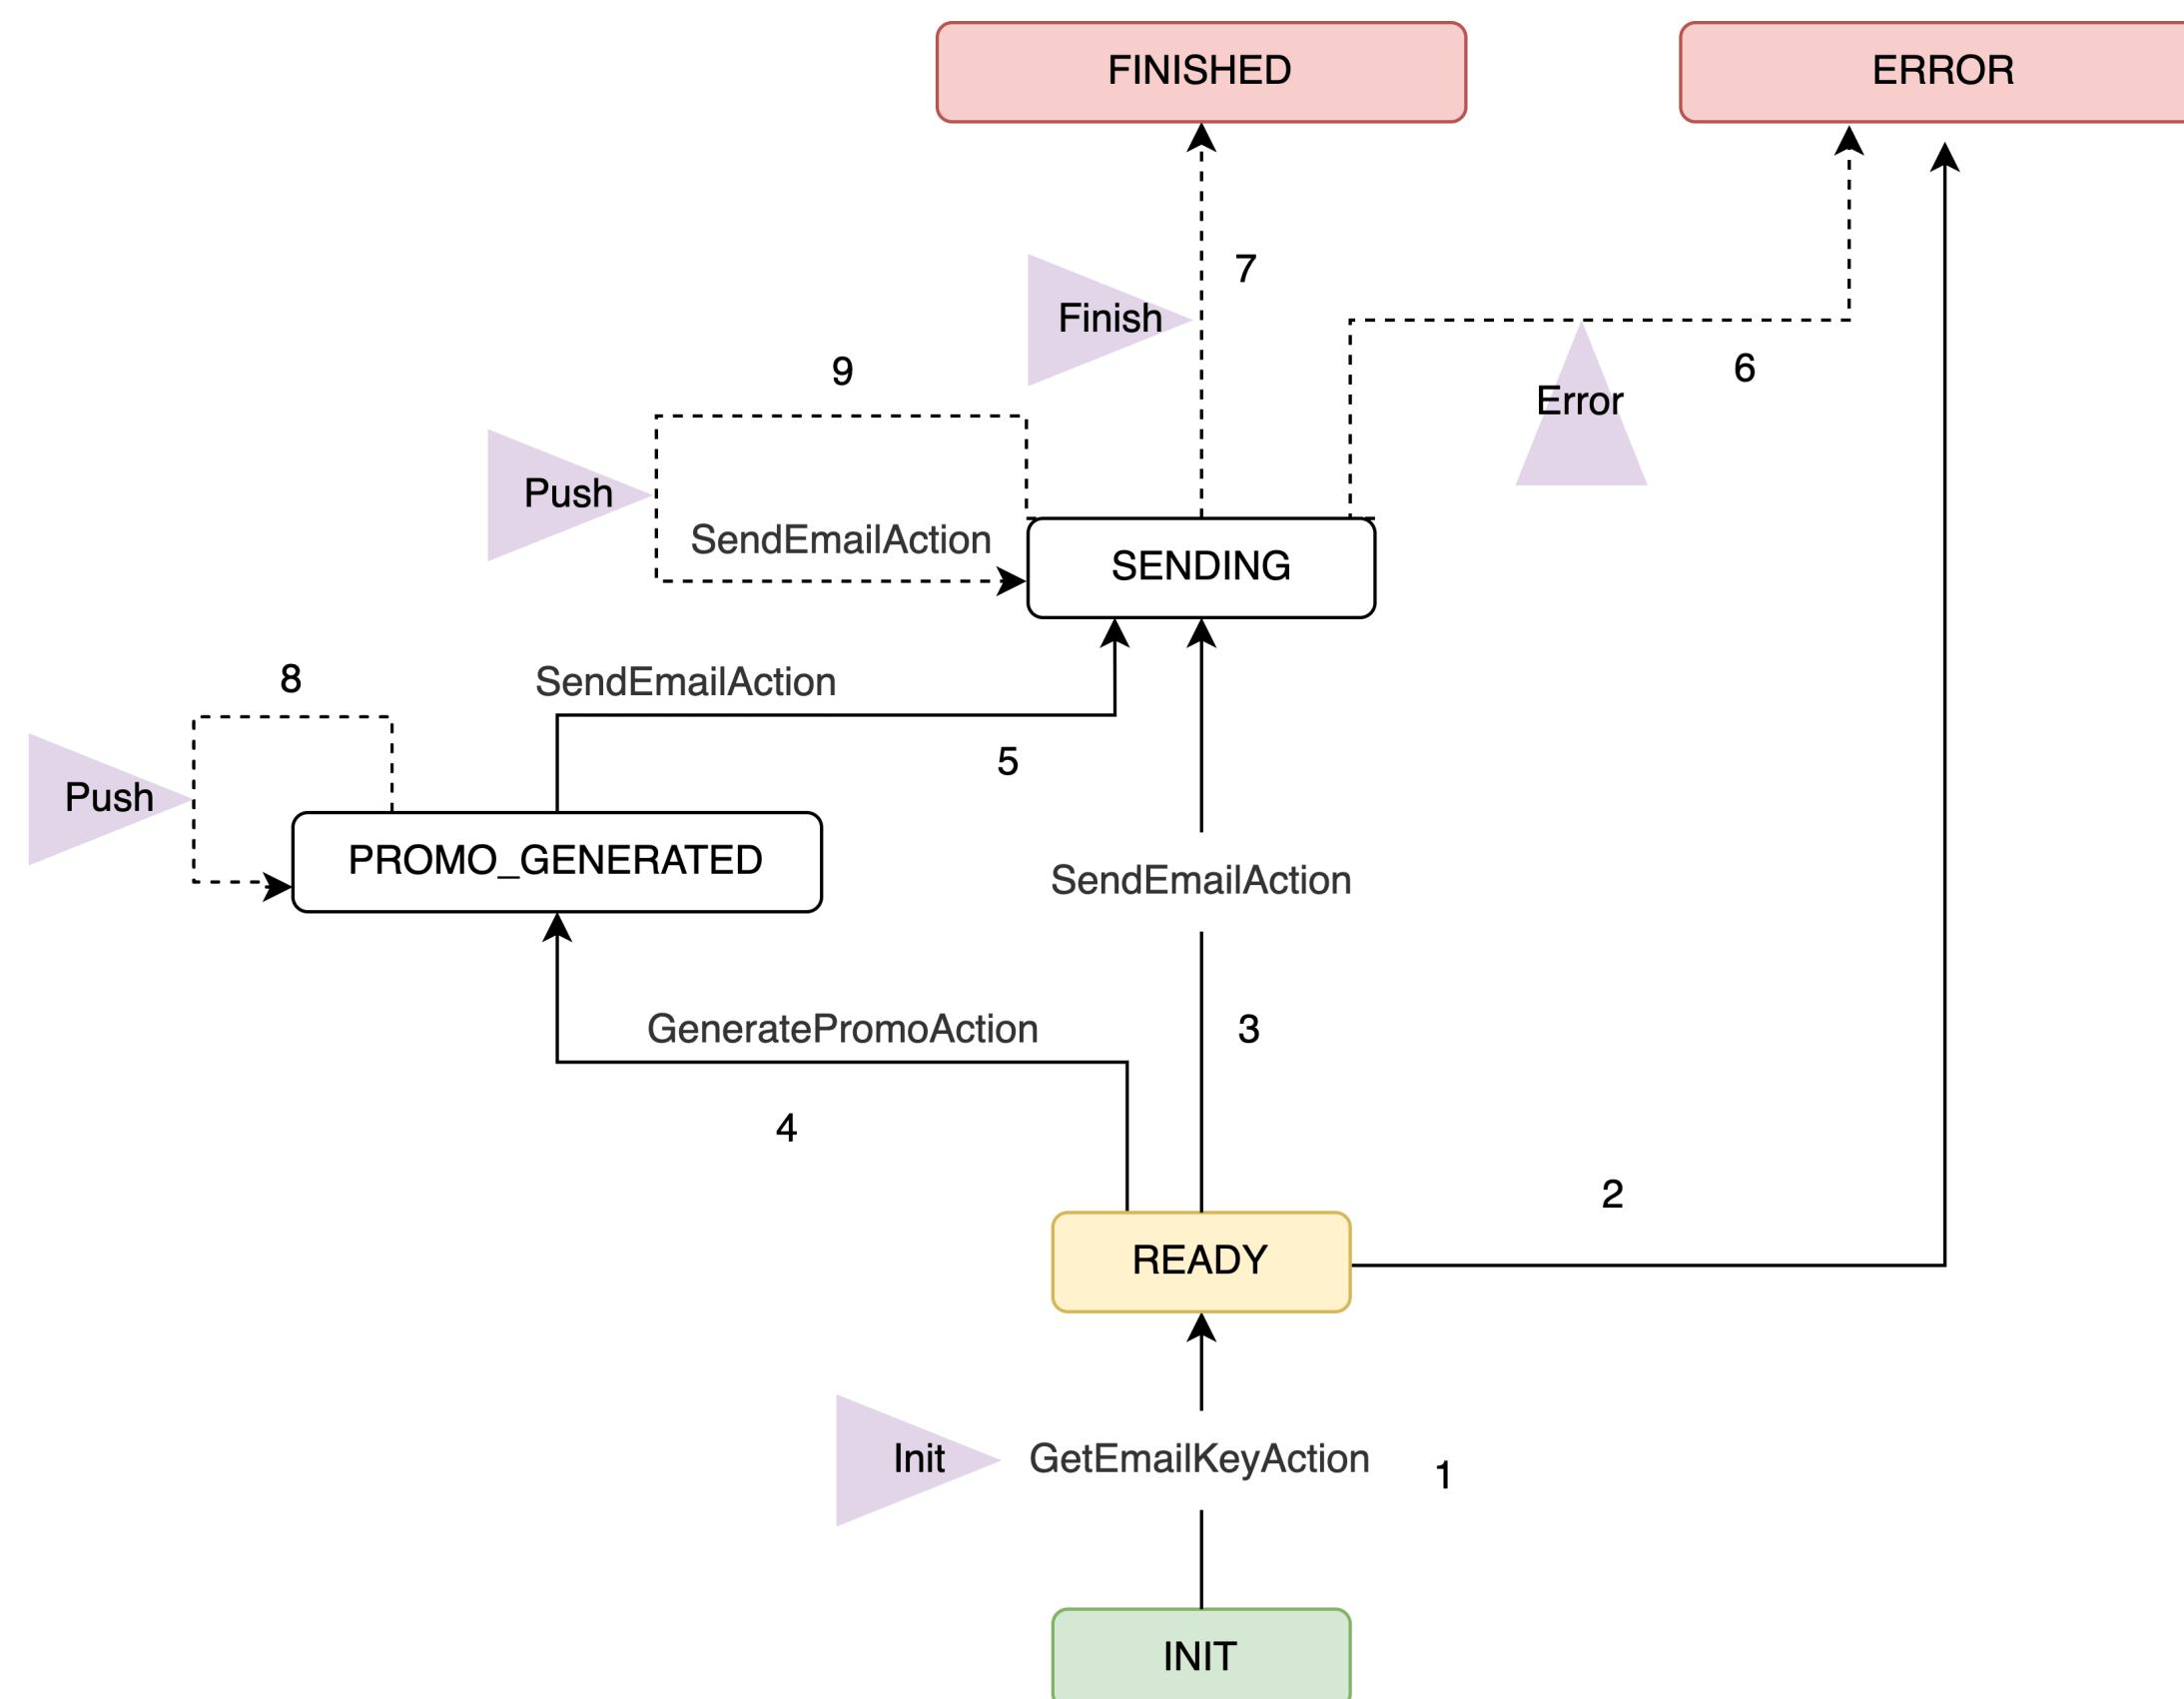 FINISHED
ERROR
7
Finish
9
6
Error
Push
SendEmailAction
SENDING
8
SendEmailAction
5
Push
PROMO_GENERATED
SendEmailAction
GeneratePromoAction
3
4
2
READY
Init
GetEmailKeyAction
1
INIT